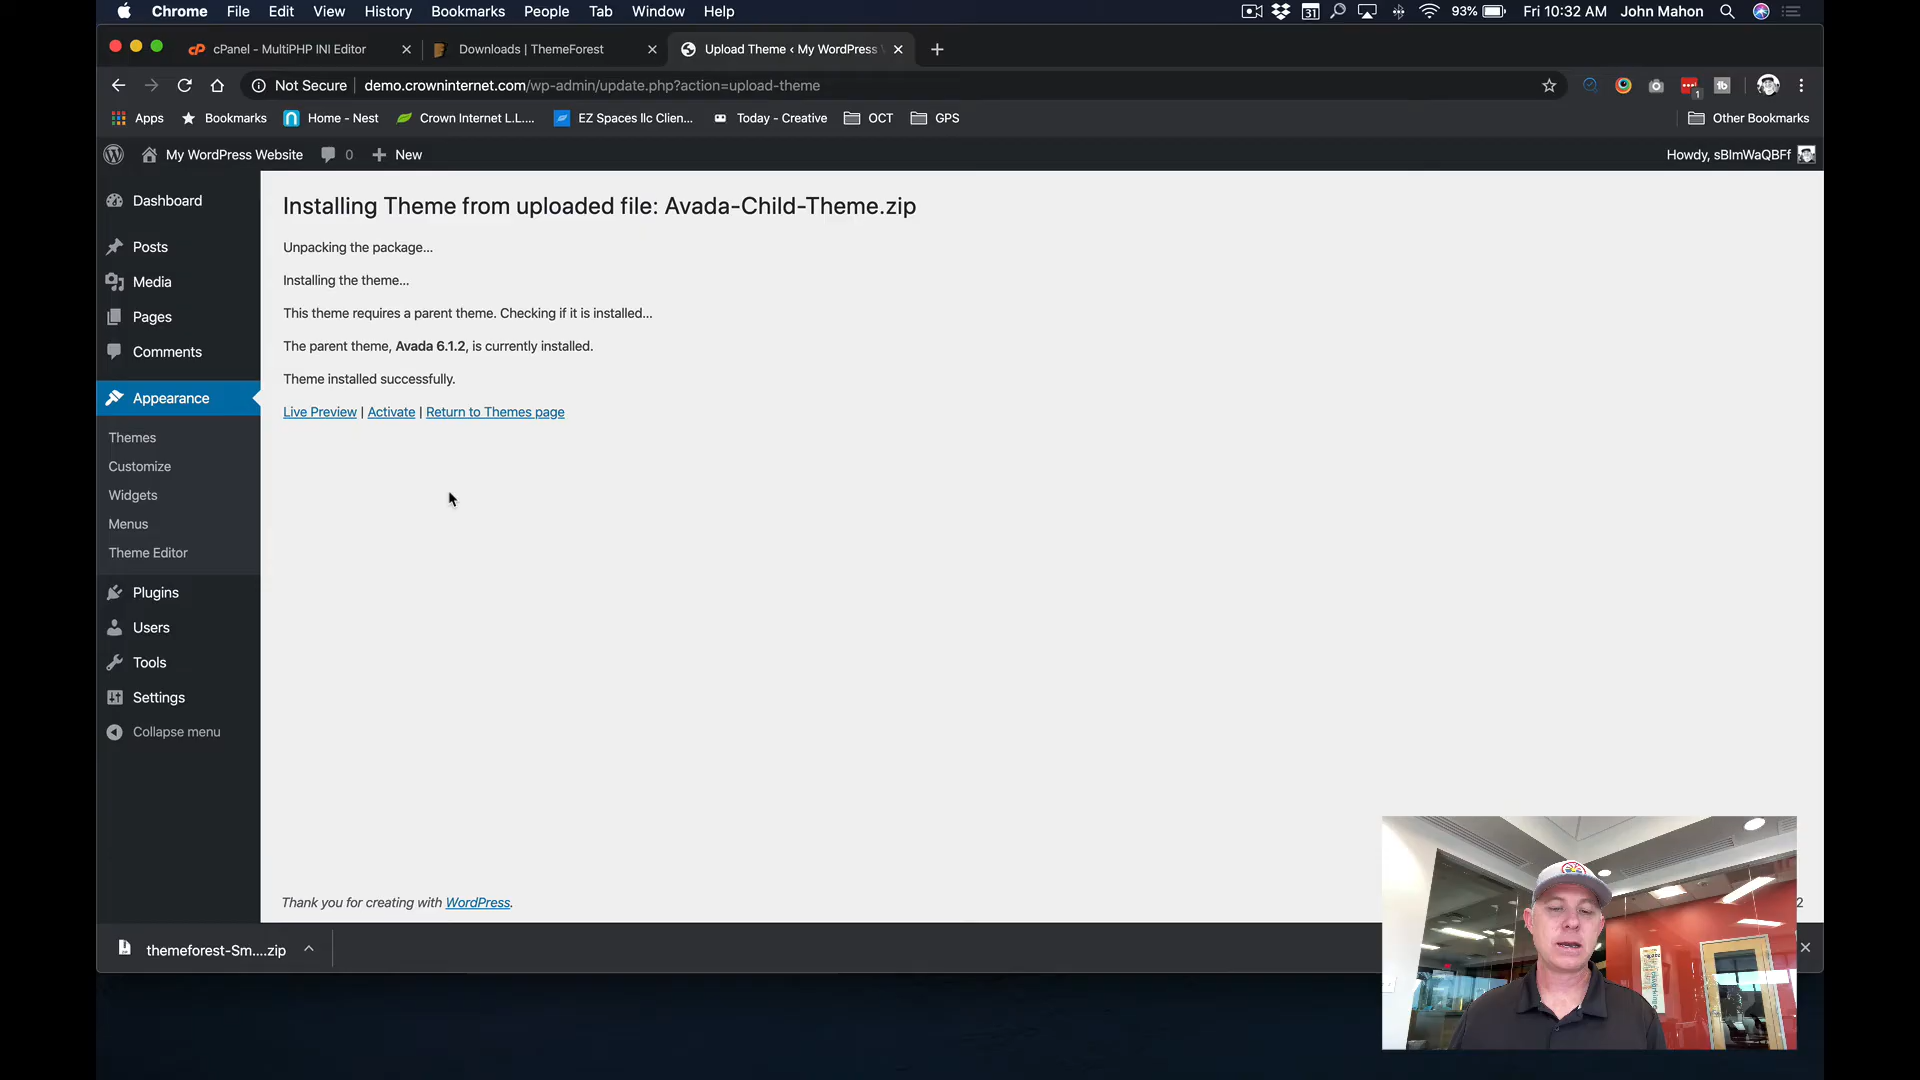 Chrome File Edit View History Bookmarks People Tab Window Help 31 93% Fri 10:32 AM John Mahon
cPanel - MultiPHP INI Editor Downloads | ThemeForest Upload Theme ‹ My WordPress
Not Secure | demo.crowninternet.com/wp-admin/update.php?action=upload-theme
Apps Bookmarks Home - Nest Crown Internet L.L.... EZ Spaces llc Clien... Today - Creative OCT GPS Other Bookmarks
My WordPress Website 0 New Howdy, sBImWaQBFf
Dashboard
Posts
Media
Pages
Comments
Appearance
Themes
Customize
Widgets
Menus
Theme Editor
Plugins
Users
Tools
Settings
Collapse menu
Installing Theme from uploaded file: Avada-Child-Theme.zip
Unpacking the package...
Installing the theme...
This theme requires a parent theme. Checking if it is installed...
The parent theme, Avada 6.1.2, is currently installed.
Theme installed successfully.
Live Preview | Activate | Return to Themes page
Thank you for creating with WordPress.
2
themeforest-Sm....zip